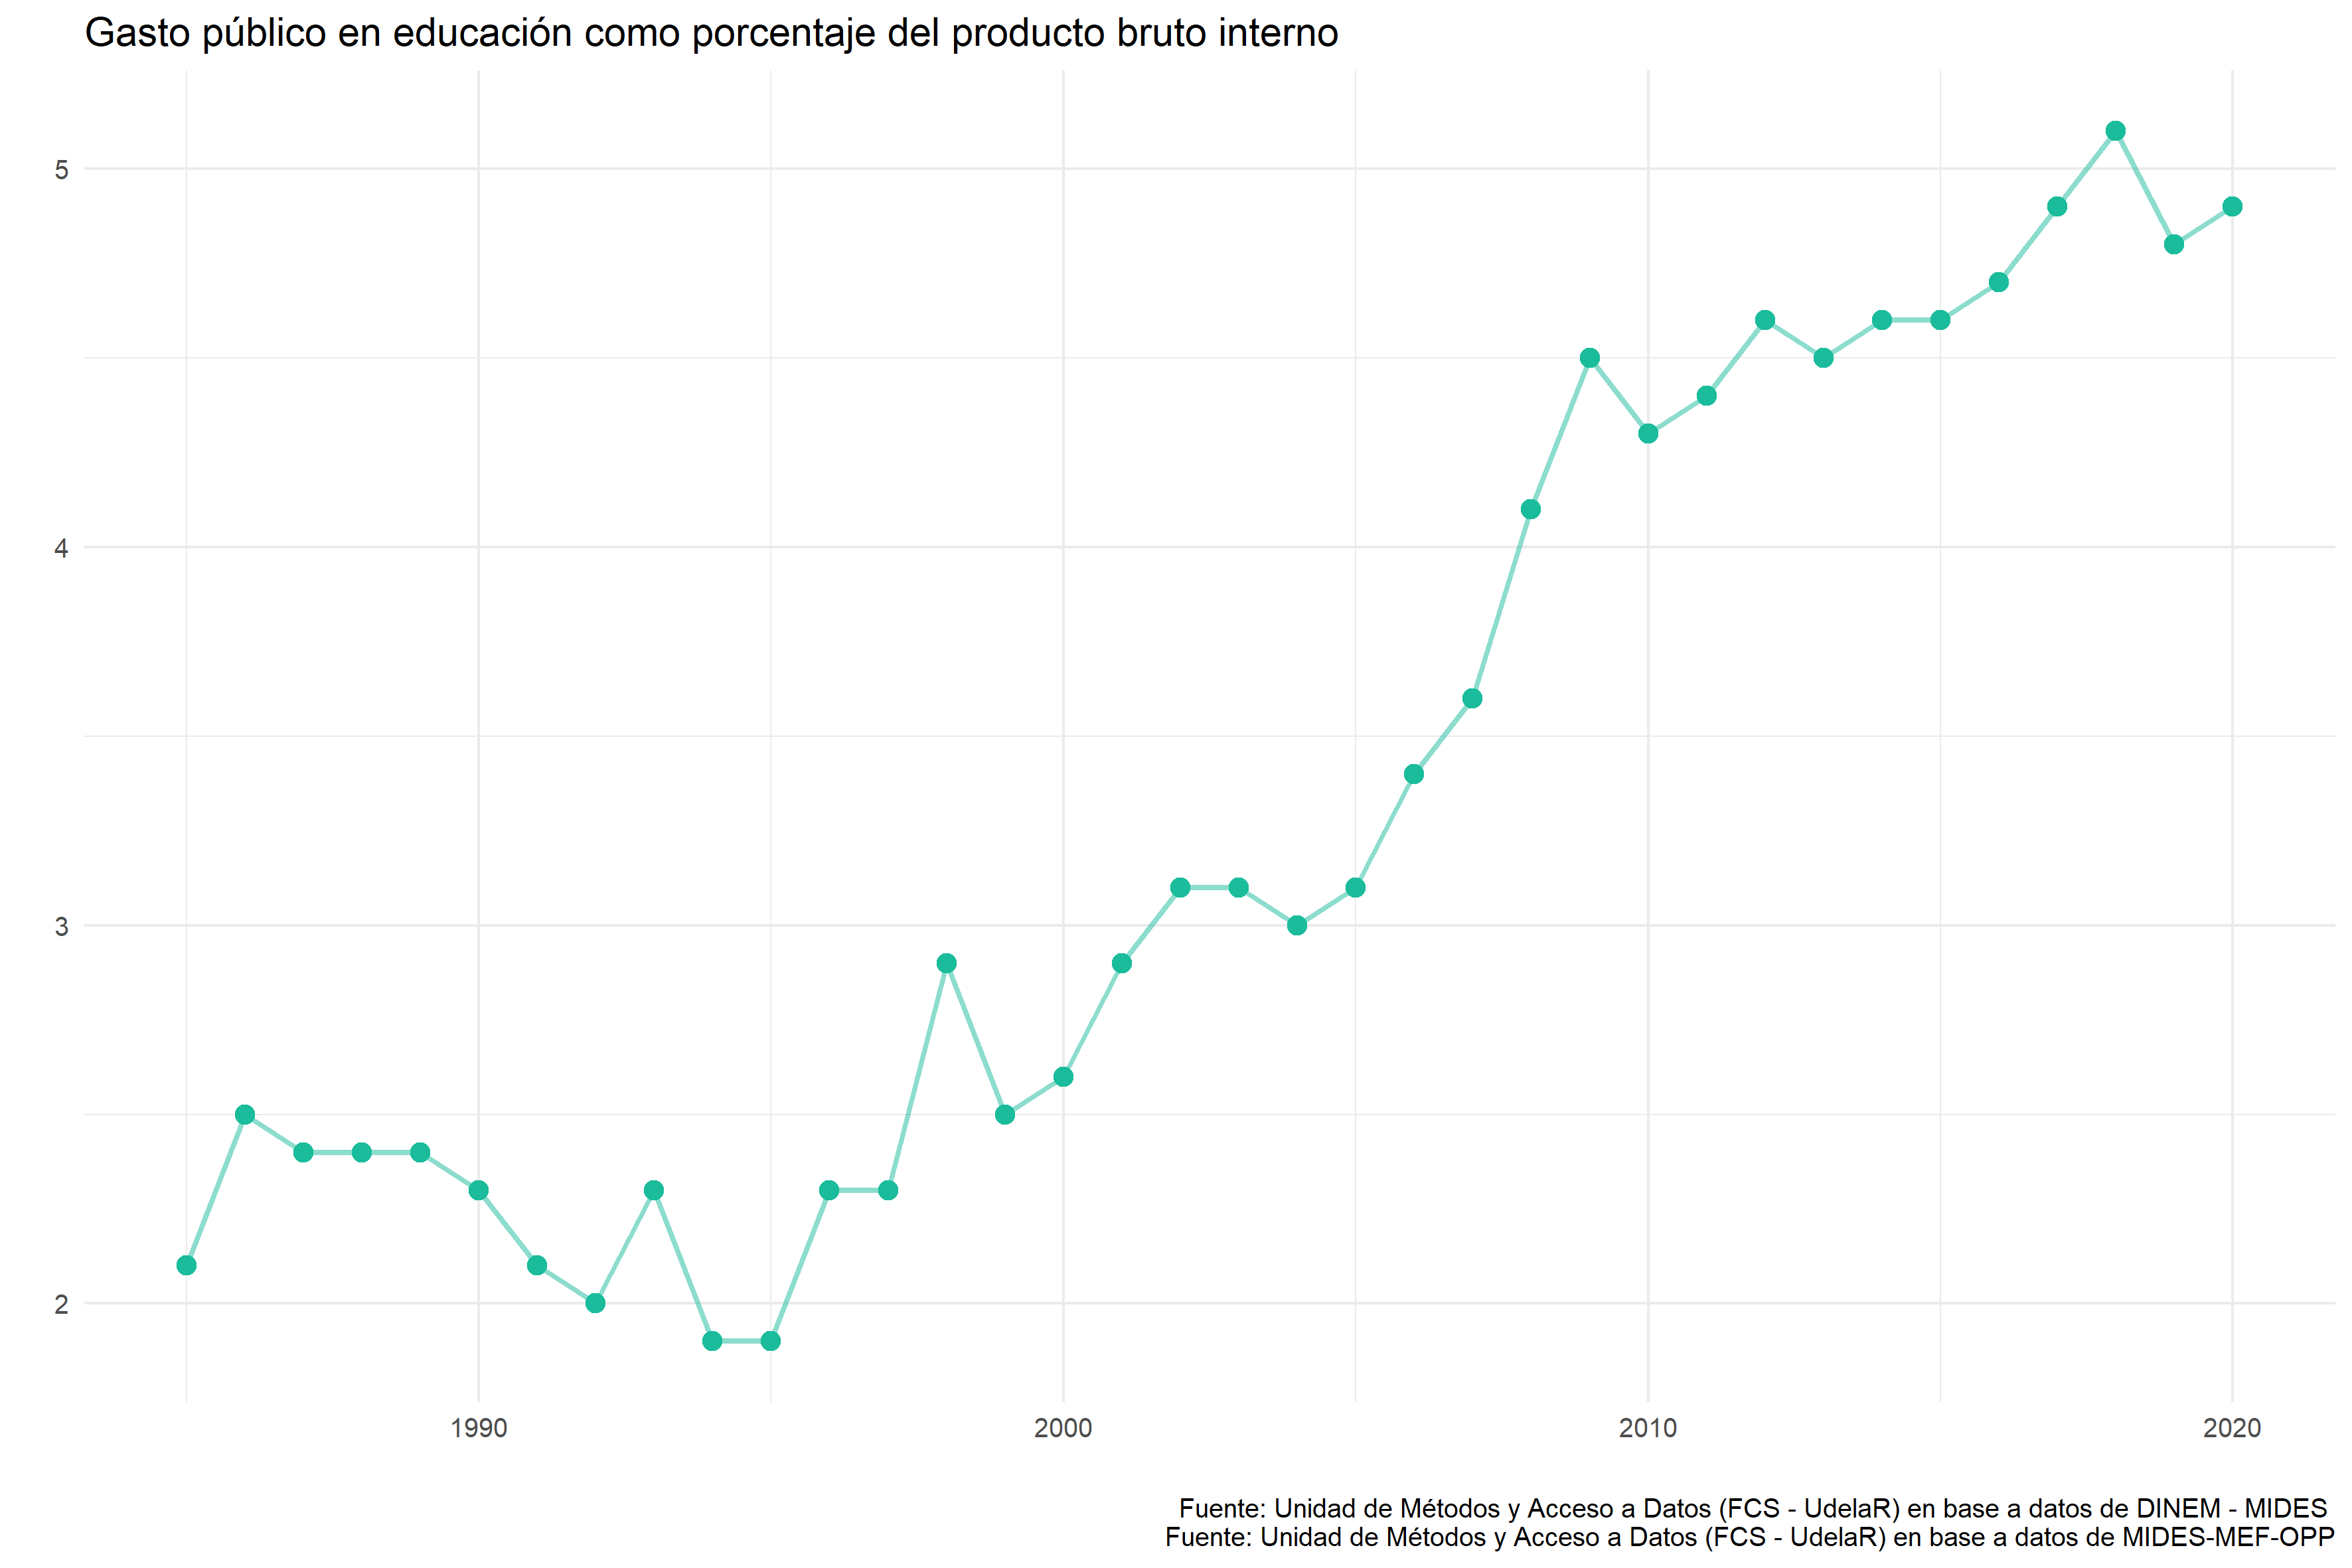 Gasto público en educación como porcentaje del producto bruto interno
5
4
3
2
1990 2000 2010 2020
Fuente: Unidad de Métodos y Acceso a Datos (FCS - UdelaR) en base a datos de DINEM - MIDES
Fuente: Unidad de Métodos y Acceso a Datos (FCS - UdelaR) en base a datos de MIDES-MEF-OPP